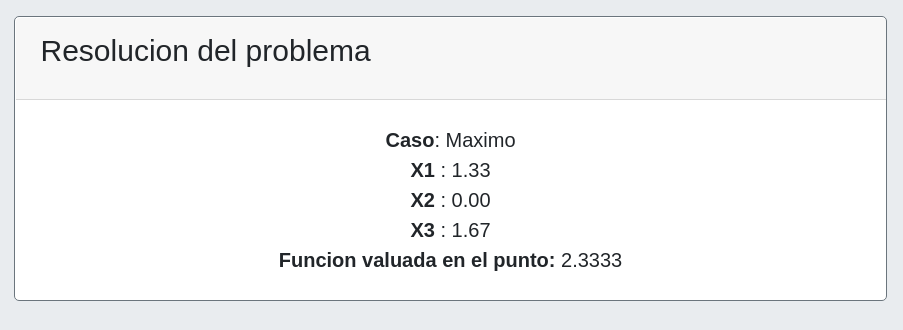 Resolucion del problema
Caso: Maximo
X1 : 1.33
X2 : 0.00
X3 : 1.67
Funcion valuada en el punto: 2.3333